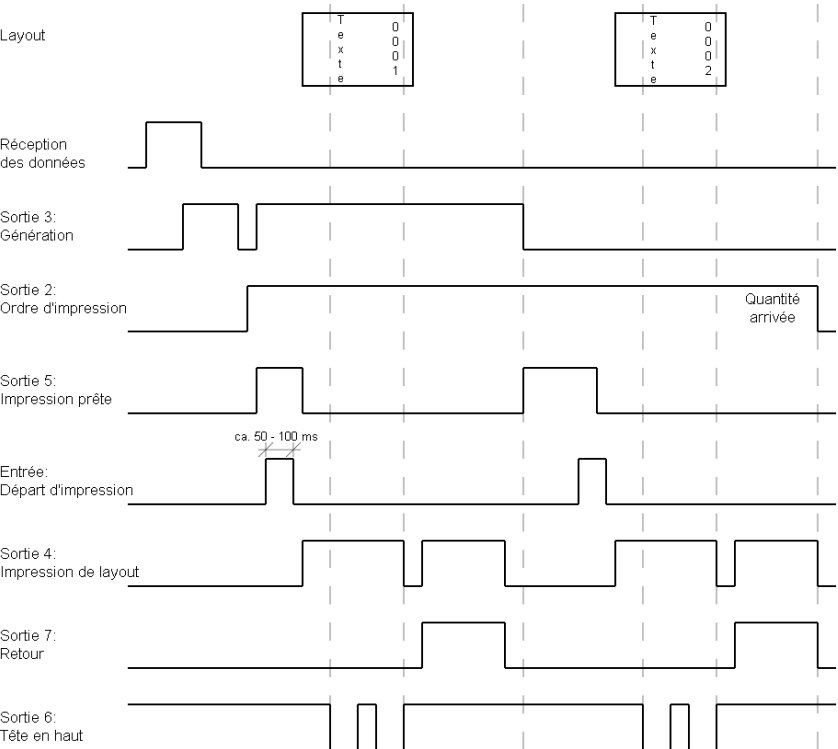 Layout
T
e
x
t
e
0
0
0
1
T
e
x
t
e
0
0
0
2
Réception
des données
Sortie 3:
Génération
Sortie 2:
Ordre d'impression
Quantité
arrivée
Sortie 5:
Impression prête
ca. 50 - 100 ms
Entrée:
Départ d'impression
Sortie 4:
Impression de layout
Sortie 7:
Retour
Sortie 6:
Tête en haut